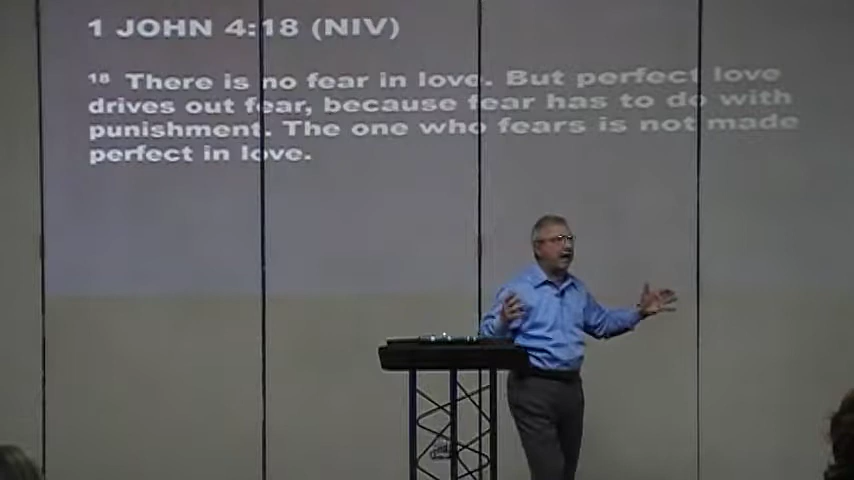 1 JOHN 4:18 (NIV)
18 There is no fear in love. But perfect love
drives out fear, because fear has to do with
punishment. The one who fears is not made
perfect in love.